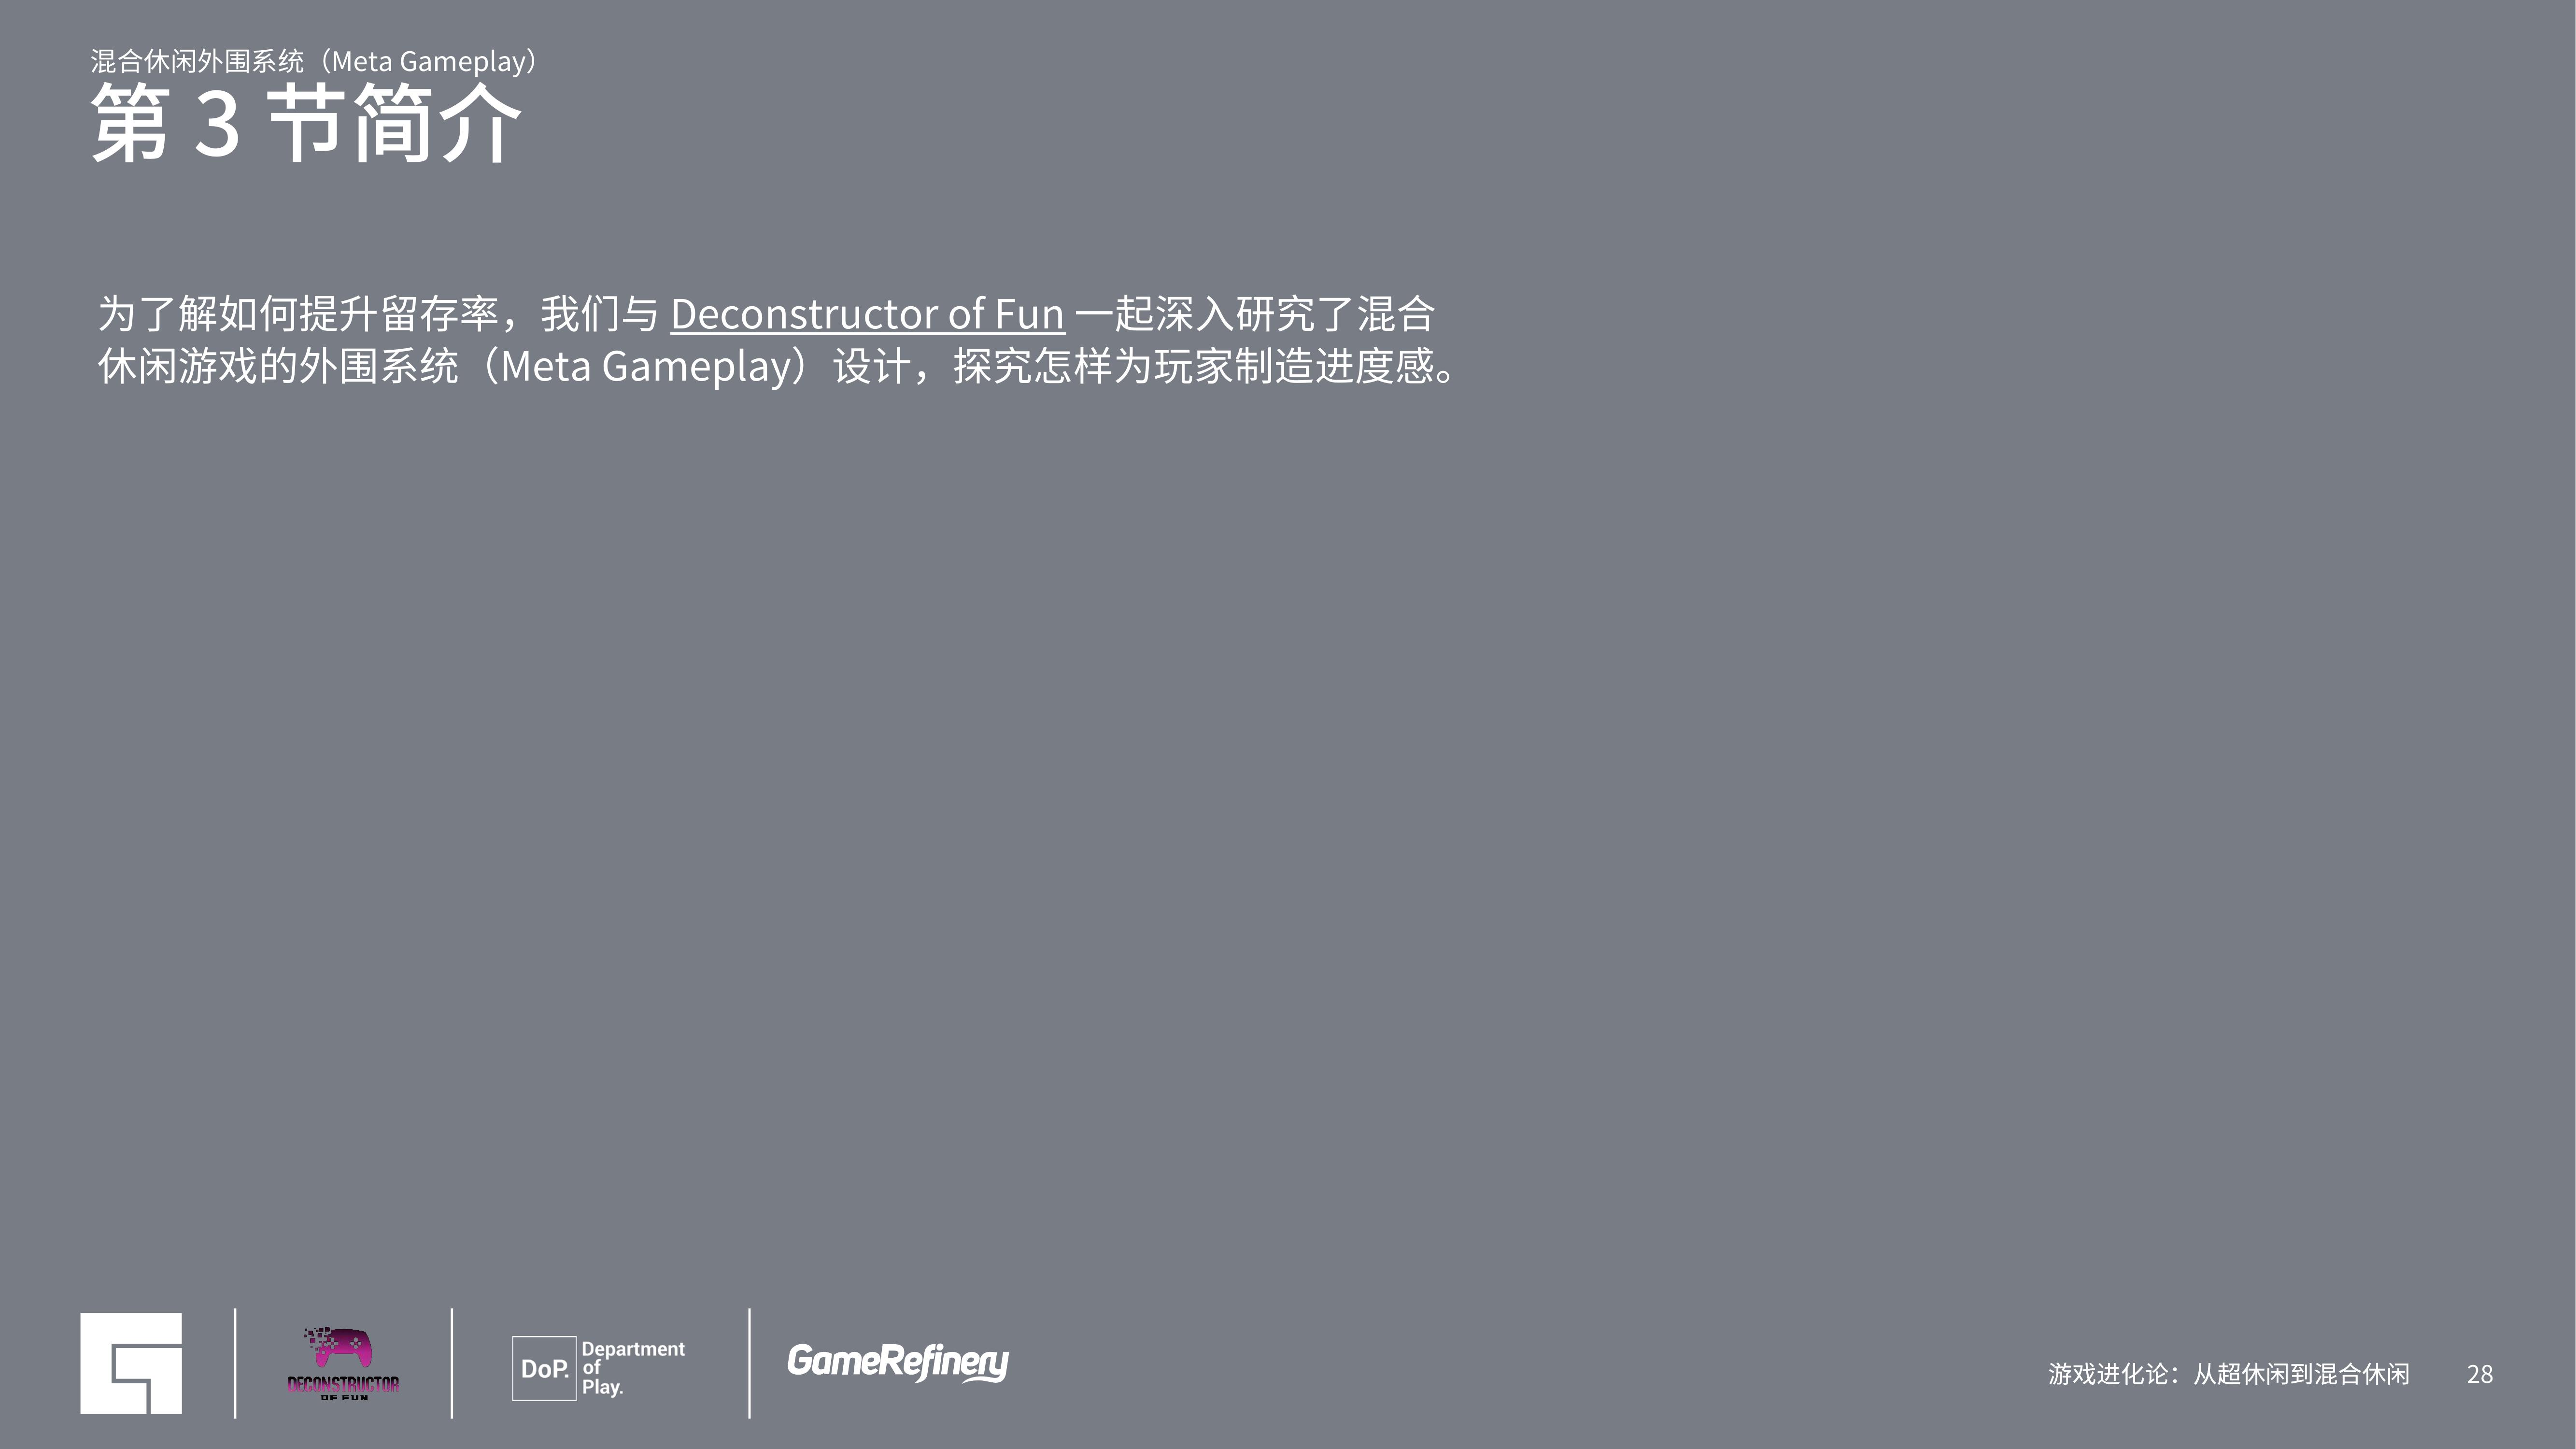 混合休闲外围系统（Meta Gameplay）
第 3 节简介
为了解如何提升留存率，我们与 Deconstructor of Fun 一起深入研究了混合
休闲游戏的外围系统（Meta Gameplay）设计，探究怎样为玩家制造进度感。
DECONSTRUCTOR
OF FUN
DoP.
Department
of
Play.
GameRefinery
游戏进化论：从超休闲到混合休闲 28